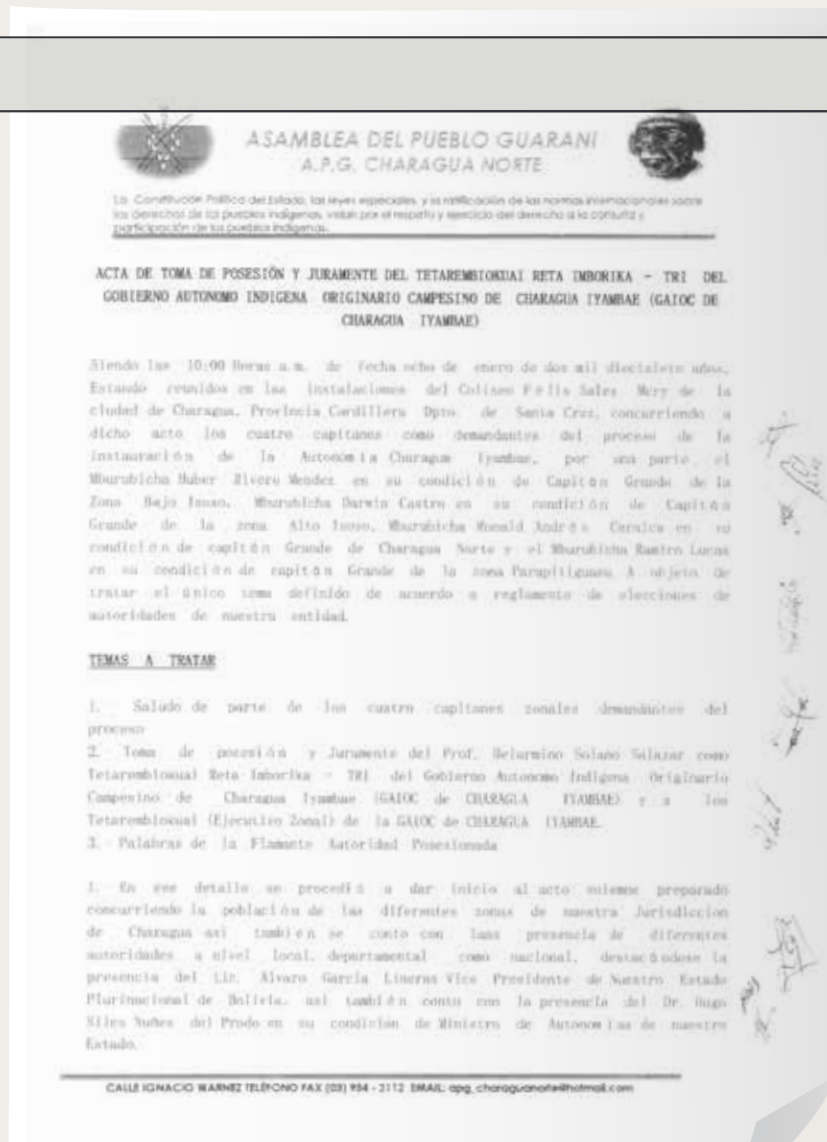 ASAMBLEA DEL PUEBLO GUARANI
A.P.G. CHARAGUA NORTE
La Constitución Política del Estado, las leyes especiales, y la ratificación de las normas internacionales sobre
los derechos de los pueblos indígenas, velan por el respeto y ejercicio del derecho a la consulta y
participación de los pueblos indígenas.
ACTA DE TOMA DE POSESIÓN Y JURAMENTE DEL TETAREMBIOKUAI RETA IMBORIKA - TRI DEL
GOBIERNO AUTONOMO INDIGENA ORIGINARIO CAMPESINO DE CHARAGUA IYAMBAE (GAIOC DE
CHARAGUA IYAMBAE)
Siendo las 10:00 Horas a.m. de fecha ocho de enero de dos mil diecisiete años,
Estando reunidos en las instalaciones del Coliseo Félix Sales Mery de la
ciudad de Charagua, Provincia Cordillera Dpto. de Santa Cruz, concurriendo a
dicho acto los cuatro capitanes como demandantes del proceso de la
instauración de la Autonomía Charagua Iyambae, por una parte el
Mburubicha Huber Rivero Mendez en su condición de Capitán Grande de la
Zona Bajo Isoso, Mburubicha Darwin Castro en su condición de Capitán
Grande de la zona Alto Isoso, Mburubicha Ronald Andrés Caraica en su
condición de capitán Grande de Charagua Norte y el Mburubicha Ramiro Lucas
en su condición de capitán Grande de la zona Parapitiguasu A objeto de
tratar el único tema definido de acuerdo a reglamento de elecciones de
autoridades de nuestra entidad.
TEMAS A TRATAR
1. Saludo de parte de los cuatro capitanes zonales demandantes del
proceso
2. Toma de posesión y Juramente del Prof. Belarmino Solano Salazar como
Tetarembiokuai Reta Imborika - TRI del Gobierno Autonomo Indigena Originario
Campesino de Charagua Iyambae (GAIOC de CHARAGUA IYAMBAE) y a los
Tetarembiokuai (Ejecutivo Zonal) de la GAIOC de CHARAGUA IYAMBAE.
3. Palabras de la Flamante Autoridad Posesionada
1. En ese detalle se procedió a dar inicio al acto solemne preparado
concurriendo la población de las diferentes zonas de nuestra Jurisdiccion
de Charagua así también se conto con la presencia de diferentes
autoridades a nivel local, departamental como nacional, destacándose la
presencia del Lic. Alvaro García Lineras Vice Presidente de Nuestro Estado
Plurinacional de Bolivia, así también conto con la presencia del Dr. Hugo
Siles Nuñes del Prado en su condición de Ministro de Autonomías de nuestro
Estado.
CALLE IGNACIO WARNEZ TELÉFONO FAX (03) 954 - 2112 EMAIL: apg_charaguanorte@hotmail.com